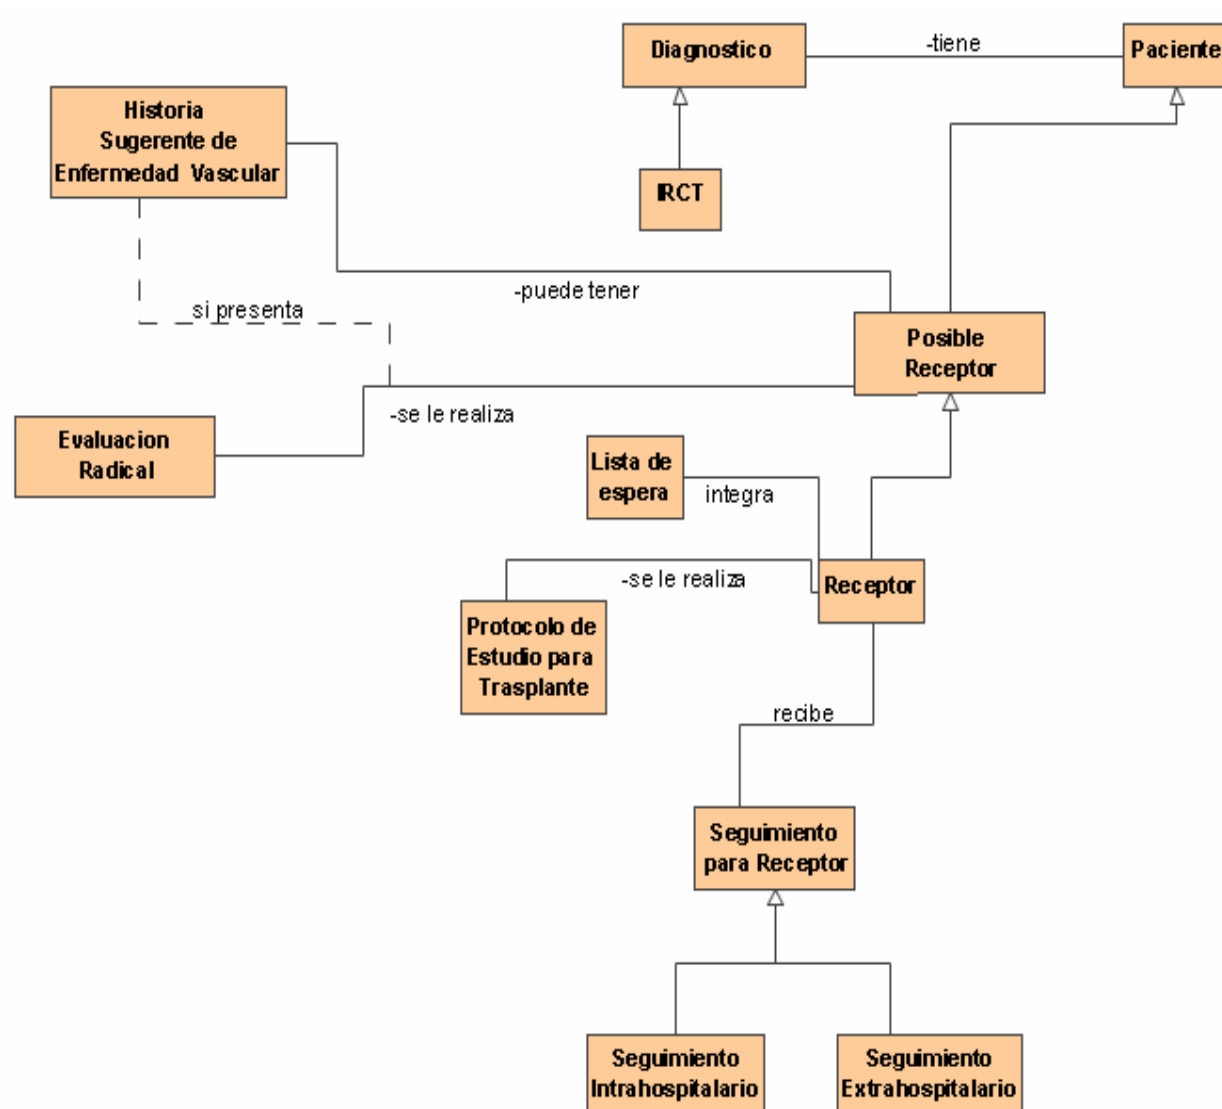 Diagnostico
-tiene
Paciente
Historia
Sugerente de
Enfermedad Vascular
IRCT
-puede tener
si presenta
Posible
Receptor
-se le realiza
Evaluacion
Radical
Lista de
espera
integra
-se le realiza
Receptor
Protocolo de
Estudio para
Trasplante
recibe
Seguimiento
para Receptor
Seguimiento
Intrahospitalario
Seguimiento
Extrahospitalario